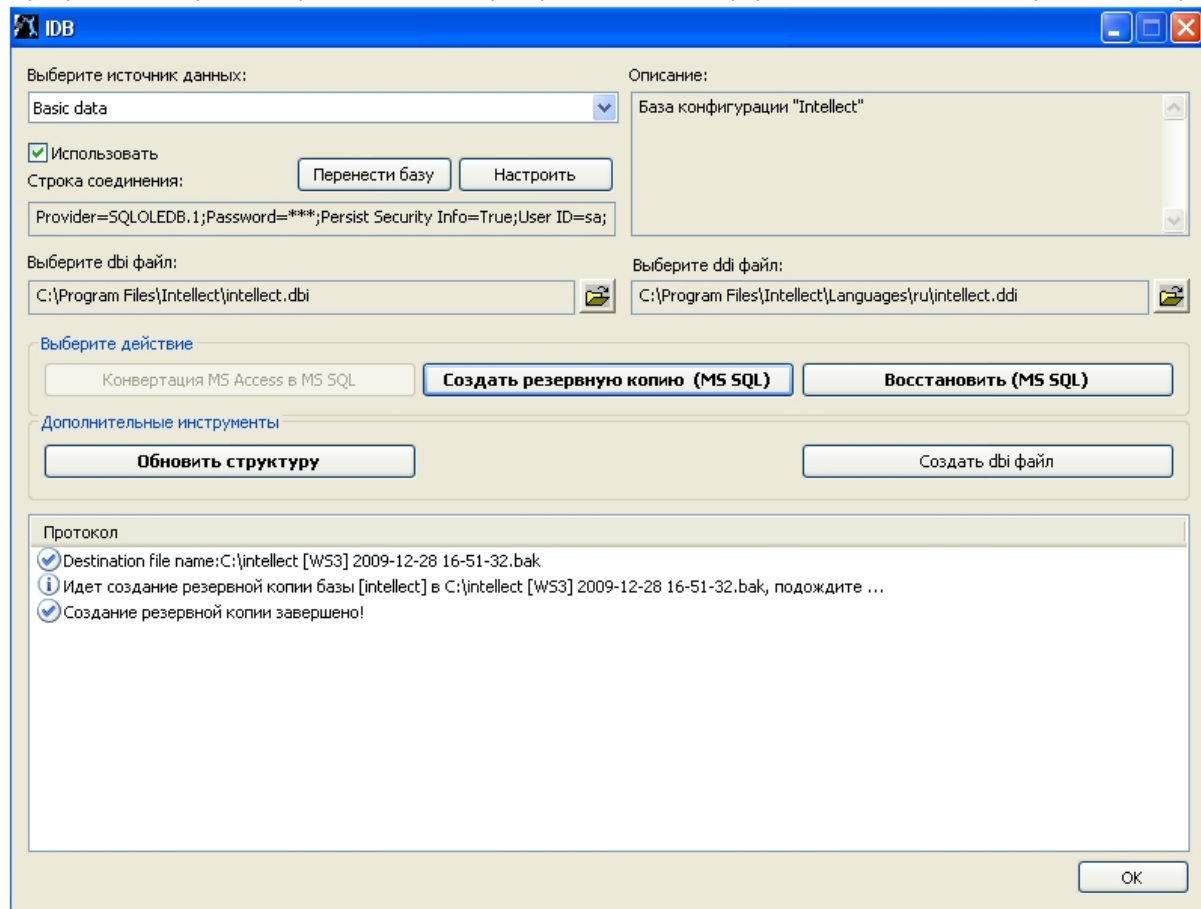 IDB
Выберите источник данных:
Описание:
Basic data
База конфигурации "Intellect"
Использовать
Строка соединения:
Перенести базу
Настроить
Provider=SQLOLEDB.1;Password=***;Persist Security Info=True;User ID=sa;
Выберите dbi файл:
Выберите ddi файл:
C:\Program Files\Intellect\intellect.dbi
C:\Program Files\Intellect\Languages\ru\intellect.ddi
Выберите действие
Конвертация MS Access в MS SQL
Создать резервную копию (MS SQL)
Восстановить (MS SQL)
Дополнительные инструменты
Обновить структуру
Создать dbi файл
Протокол
Destination file name:C:\intellect [WS3] 2009-12-28 16-51-32.bak
Идет создание резервной копии базы [intellect] в C:\intellect [WS3] 2009-12-28 16-51-32.bak, подождите ...
Создание резервной копии завершено!
ОК